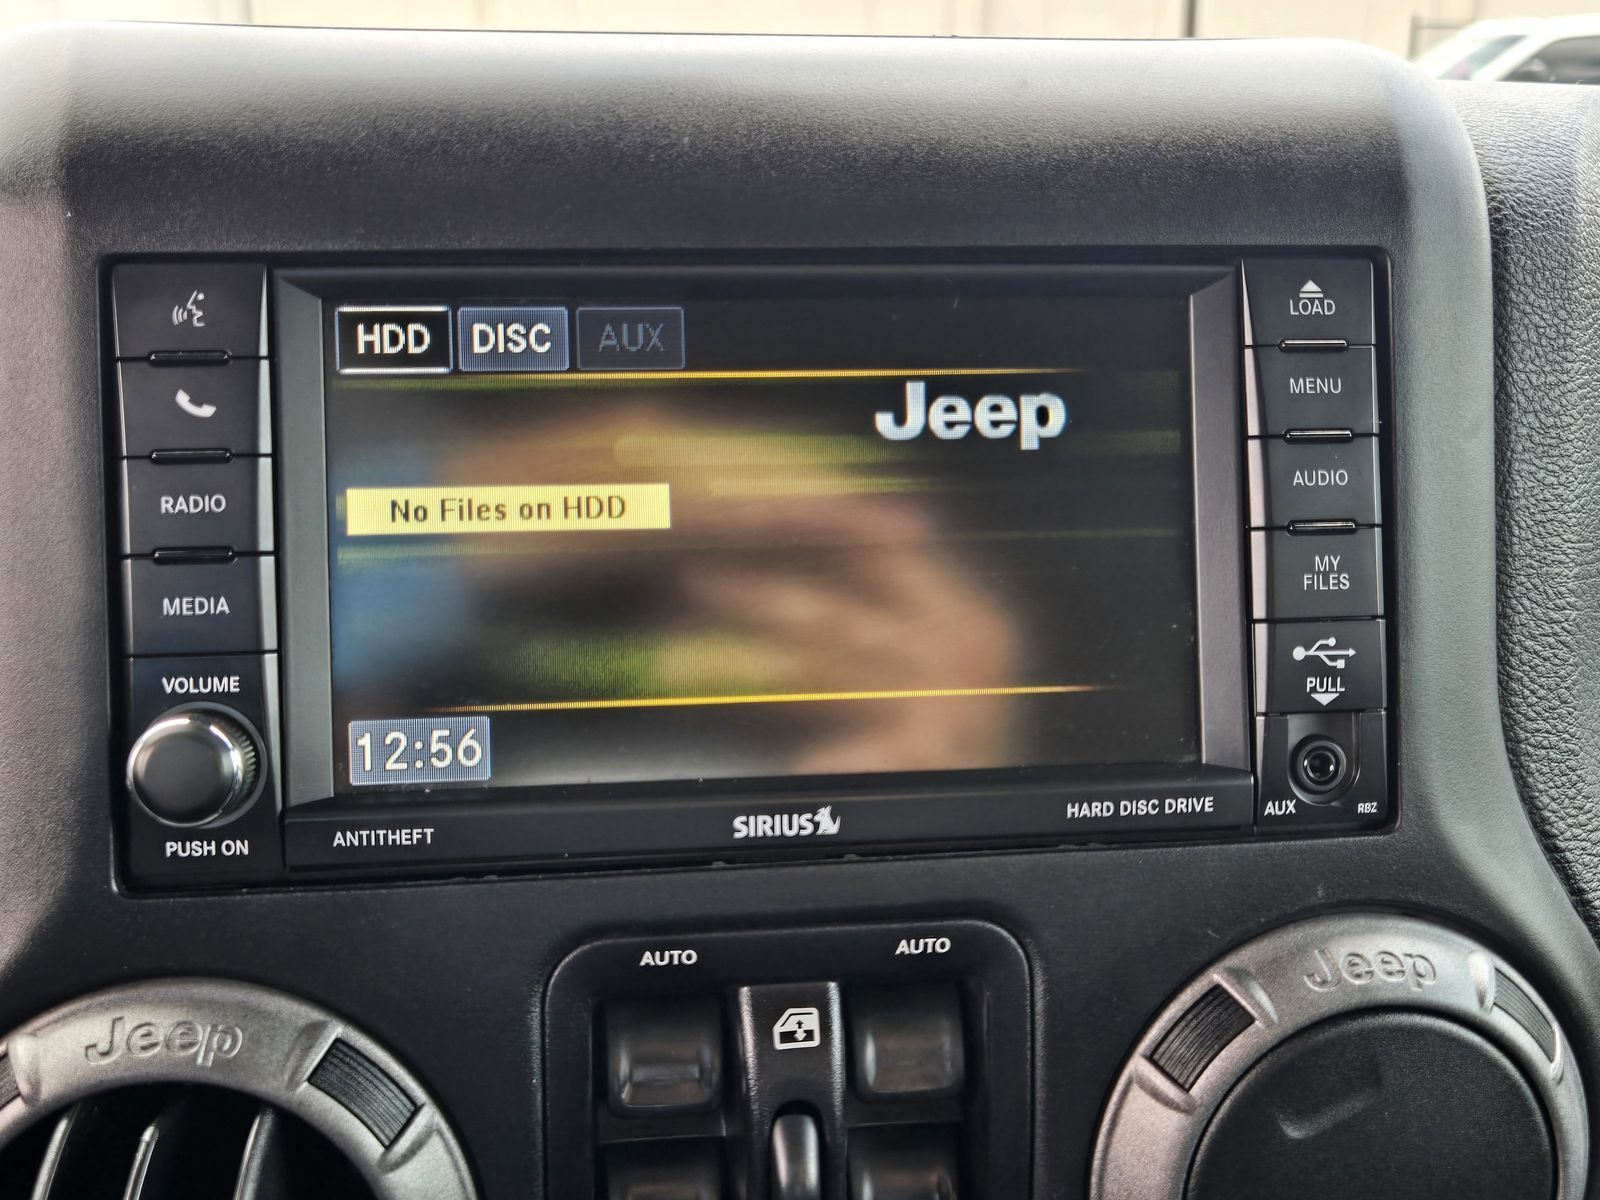 HDD DISC AUX
Jeep
No Files on HDD
12:56
RADIO
MEDIA
VOLUME
PUSH ON
LOAD
MENU
AUDIO
MY
FILES
PULL
AUX
RBZ
ANTITHEFT
SIRIUS
HARD DISC DRIVE
AUTO
AUTO
Jeep
Jeep